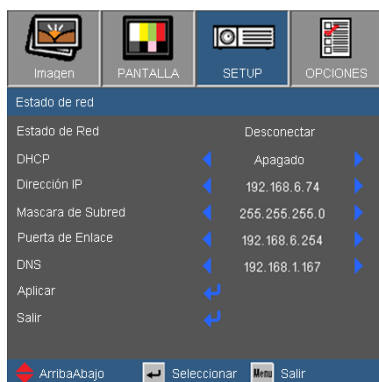 Imagen PANTALLA SETUP OPCIONES
Estado de red
Estado de Red Desconectar
DHCP Apagado
Dirección IP 192.168.6.74
Mascara de Subred 255.255.255.0
Puerta de Enlace 192.168.6.254
DNS 192.168.1.167
Aplicar
Salir
ArribaAbajo Seleccionar Menu Salir